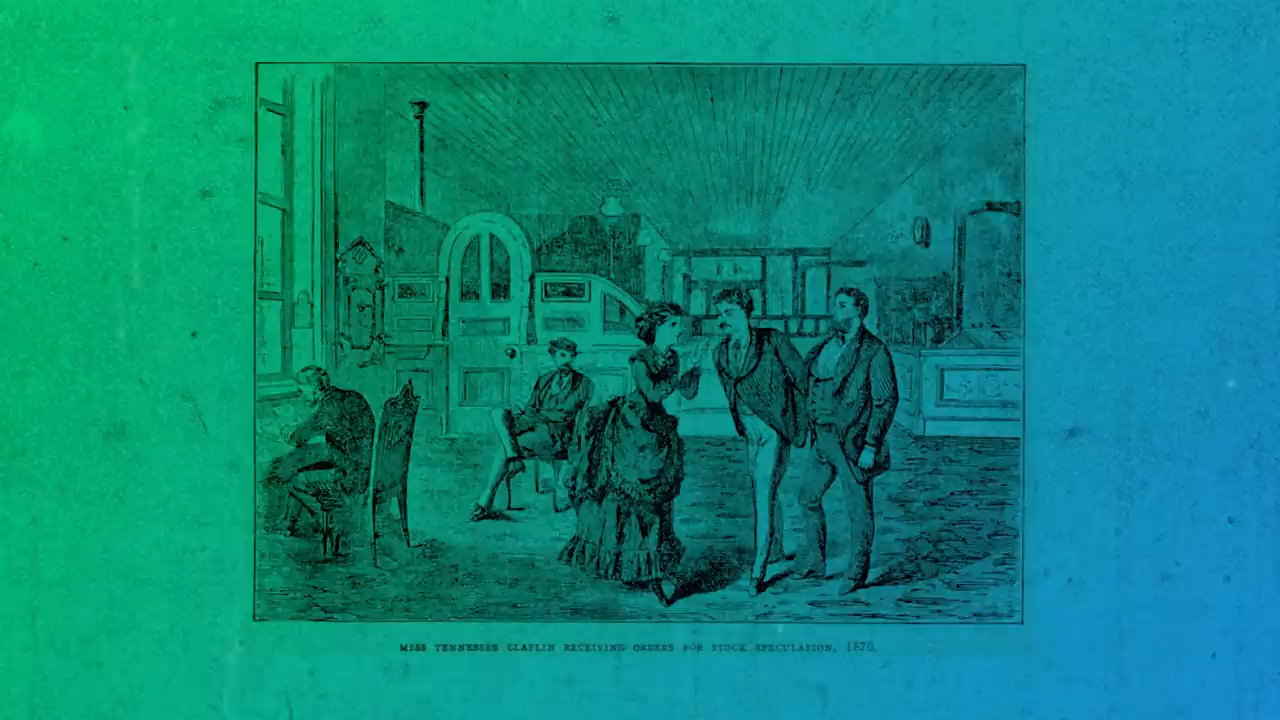 MISS TENNESSEE CLAFLIN RECEIVING ORDERS FOR STOCK SPECULATION, 1870.